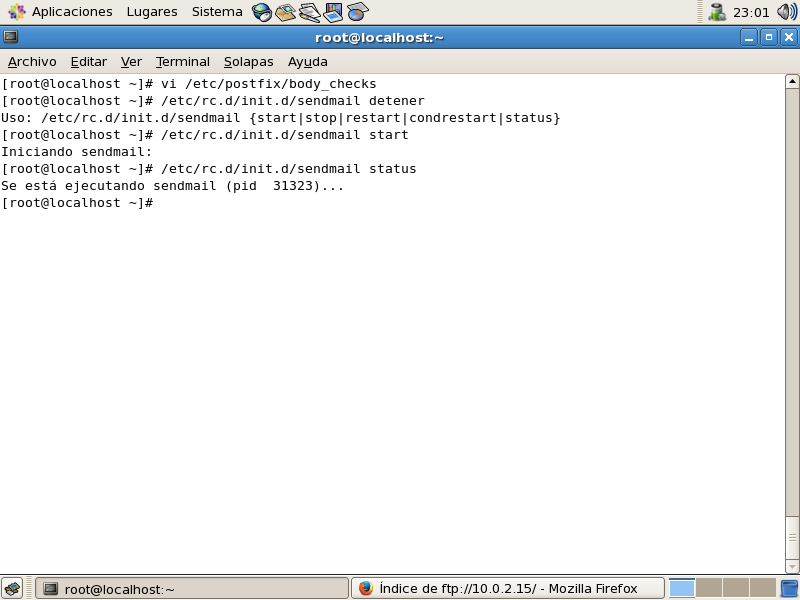 Aplicaciones Lugares Sistema 23:01
root@localhost:~
Archivo Editar Ver Terminal Solapas Ayuda
[root@localhost ~]# vi /etc/postfix/body_checks
[root@localhost ~]# /etc/rc.d/init.d/sendmail detener
Uso: /etc/rc.d/init.d/sendmail {start|stop|restart|condrestart|status}
[root@localhost ~]# /etc/rc.d/init.d/sendmail start
Iniciando sendmail:
[root@localhost ~]# /etc/rc.d/init.d/sendmail status
Se está ejecutando sendmail (pid  31323)...
[root@localhost ~]#
root@localhost:~ Índice de ftp://10.0.2.15/ - Mozilla Firefox